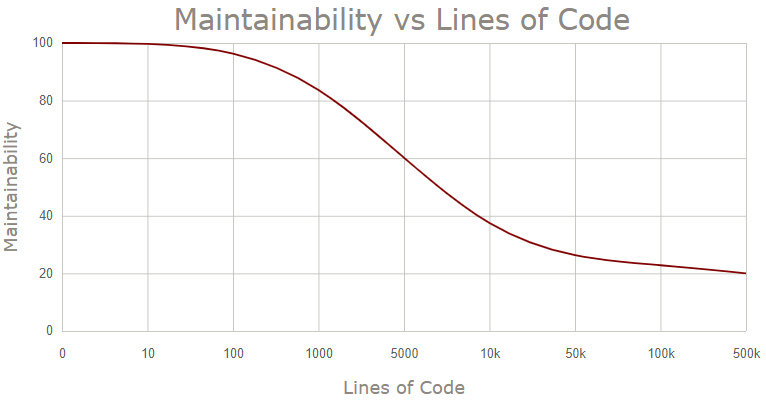 Maintainability vs Lines of Code
100
80
60
40
20
0
Maintainability
0 10 100 1000 5000 10k 50k 100k 500k
Lines of Code